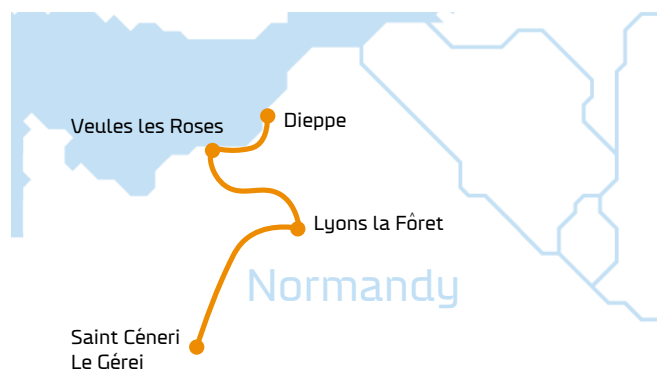 Veules les Roses
Dieppe
Lyons la Fôret
Normandy
Saint Céneri
Le Gérei